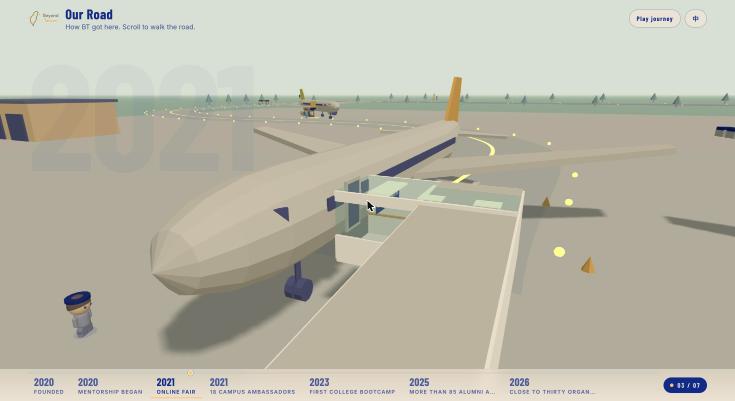 Beyond
Taiwan
Our Road
How BT got here. Scroll to walk the road.
Play journey
中
2021
2020
FOUNDED
2020
MENTORSHIP BEGAN
2021
ONLINE FAIR
2021
18 CAMPUS AMBASSADORS
2023
FIRST COLLEGE BOOTCAMP
2025
MORE THAN 85 ALUMNI A...
2026
CLOSE TO THIRTY ORGAN...
03 / 07